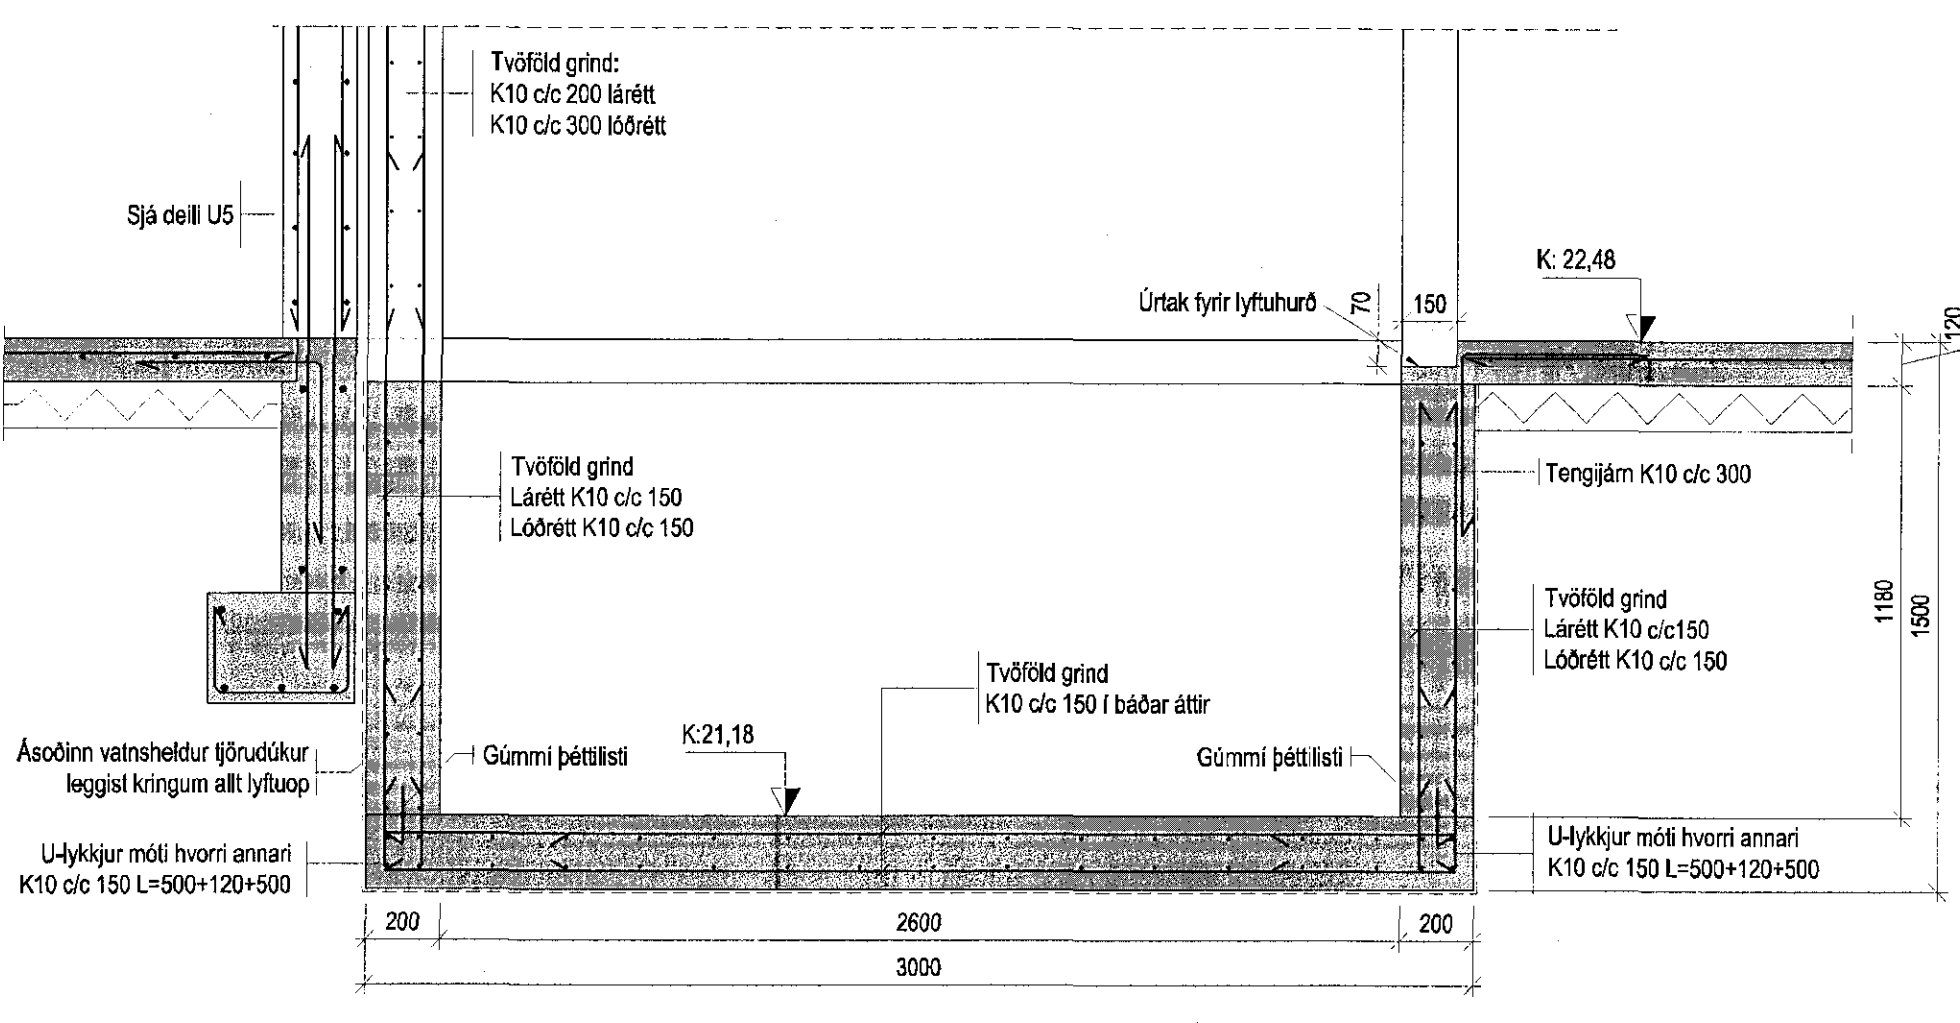 Tvöföld grind:
K10 c/c 200 lárétt
K10 c/c 300 lóðrétt
Sjá deili U5
K: 22,48
Úrtak fyrir lyftuhurð
70
150
120
Tvöföld grind
Lárétt K10 c/c 150
Lóðrétt K10 c/c 150
Tengijárn K10 c/c 300
Tvöföld grind
Lárétt K10 c/c150
Lóðrétt K10 c/c 150
1180
1500
Tvöföld grind
K10 c/c 150 í báðar áttir
K:21,18
Ásoðinn vatnsheldur tjörudúkur
leggist kringum allt lyftuop
Gúmmí þéttilisti
Gúmmí þéttilisti
U-lykkjur móti hvorri annari
K10 c/c 150 L=500+120+500
U-lykkjur móti hvorri annari
K10 c/c 150 L=500+120+500
200
2600
200
3000